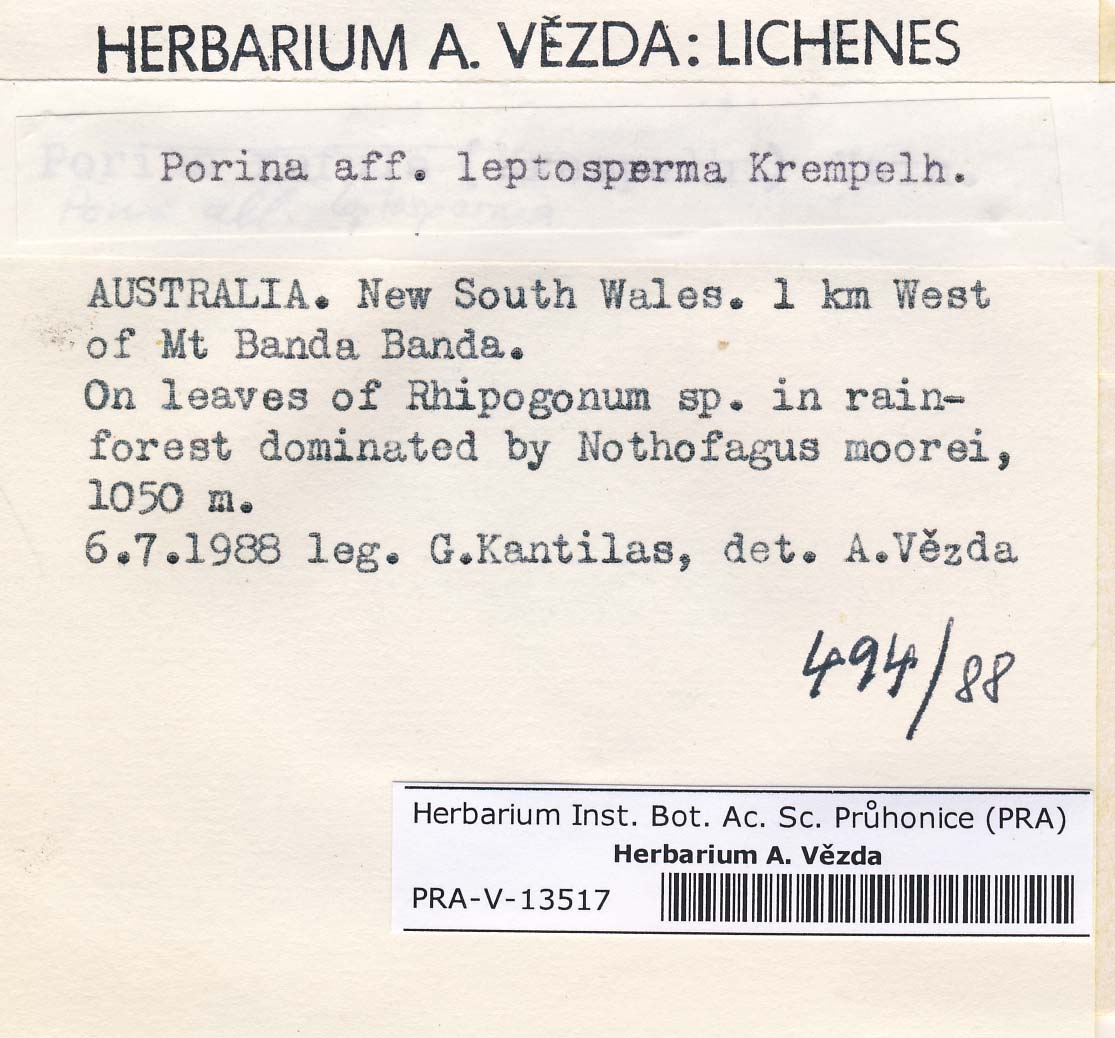 HERBARIUM A. VĚZDA: LICHENES
Porina aff. leptosperma Krempelh.
AUSTRALIA. New South Wales. 1 km West
of Mt Banda Banda.
On leaves of Rhipogonum sp. in rain-
forest dominated by Nothofagus moorei,
1050 m.
6.7.1988 leg. G.Kantilas, det. A.Vězda
494/88
Herbarium Inst. Bot. Ac. Sc. Průhonice (PRA)
Herbarium A. Vězda
PRA-V-13517